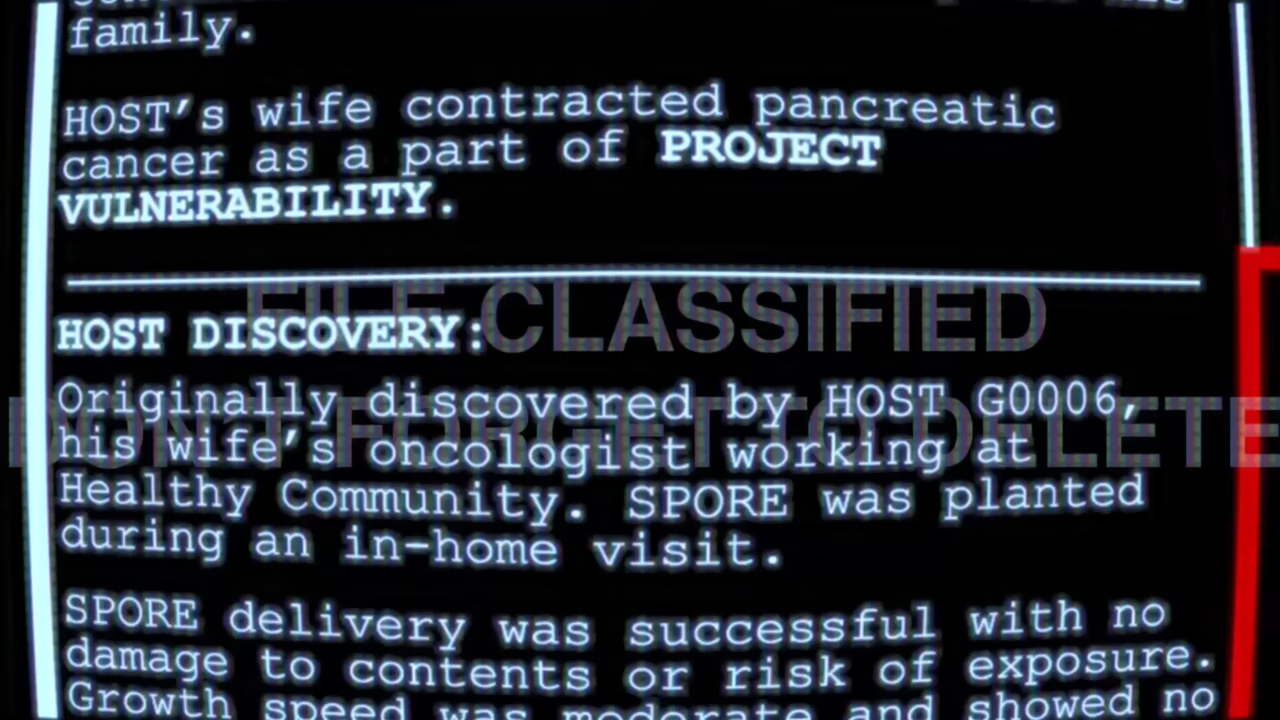 family.
HOST's wife contracted pancreatic
cancer as a part of PROJECT
VULNERABILITY.
FILE CLASSIFIED
HOST DISCOVERY:
DON'T FORGET TO DELETE
Originally discovered by HOST G0006,
his wife's oncologist working at
Healthy Community. SPORE was planted
during an in-home visit.
SPORE delivery was successful with no
damage to contents or risk of exposure.
Growth speed was moderate and showed no